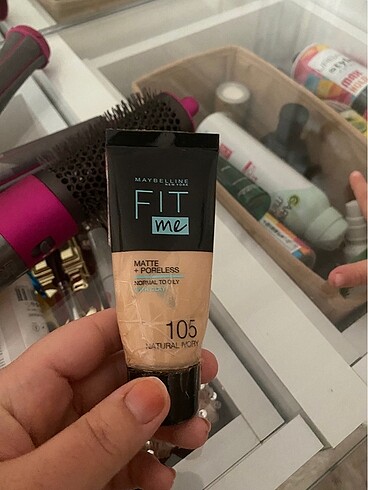 MAYBELLINE
NEW YORK
FIT
me
MATTE
+ PORELESS
NORMAL TO OILY
105
NATURAL IVORY